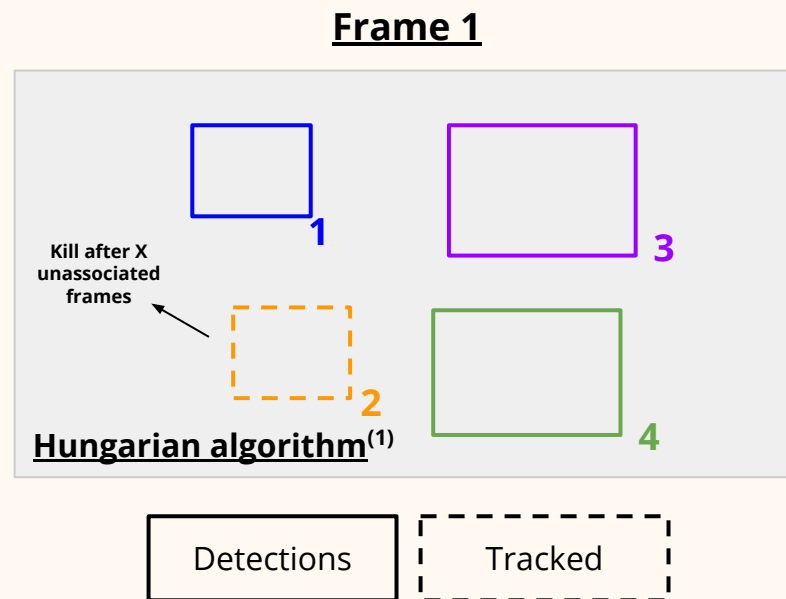 Frame 1
1
3
Kill after X
unassociated
frames
2
4
Hungarian algorithm(1)
Detections
Tracked